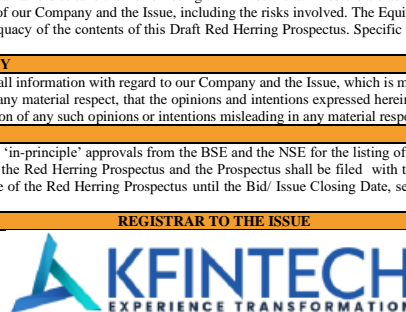 of our Company and the Issue, including the risks involved. The Equi
quacy of the contents of this Draft Red Herring Prospectus. Specific
Y
all information with regard to our Company and the Issue, which is m
any material respect, that the opinions and intentions expressed herein
on of any such opinions or intentions misleading in any material respe
'in-principle' approvals from the BSE and the NSE for the listing of
the Red Herring Prospectus and the Prospectus shall be filed with t
e of the Red Herring Prospectus until the Bid/ Issue Closing Date, se
REGISTRAR TO THE ISSUE
KFINTECH
EXPERIENCE TRANSFORMATION